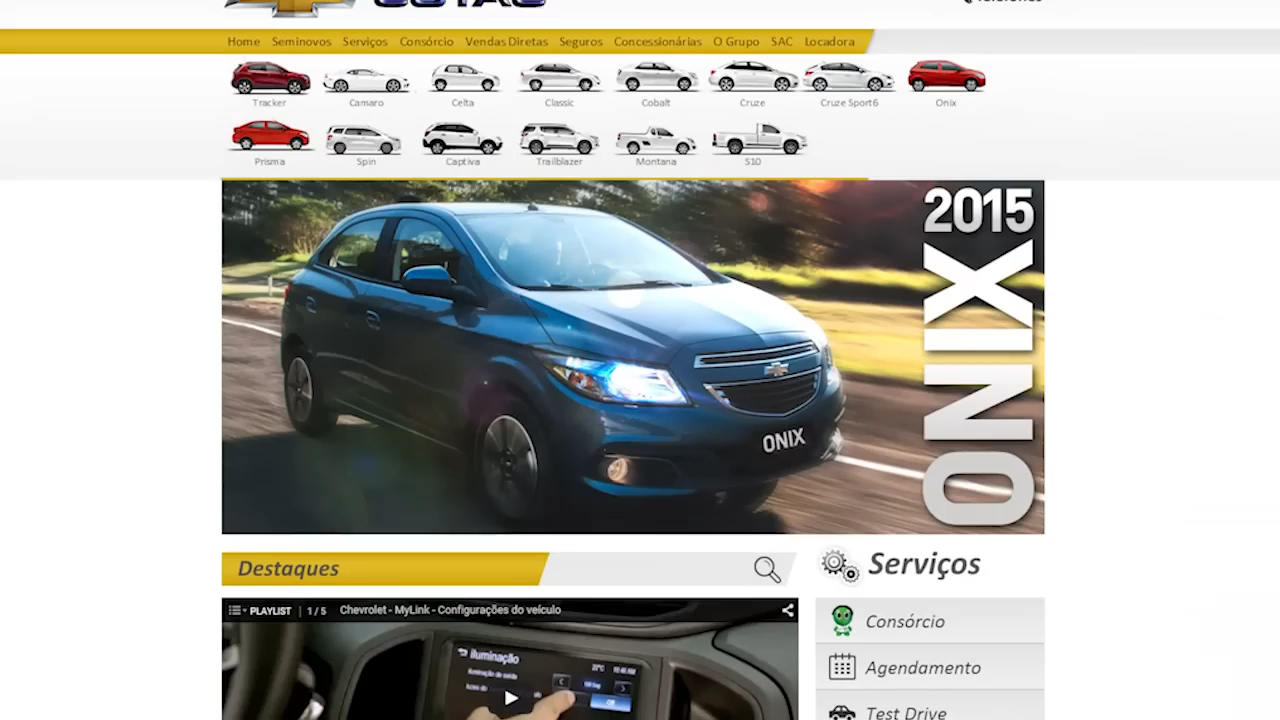 Home Seminovos Serviços Consórcio Vendas Diretas Seguros Concessionárias O Grupo SAC Locadora
Tracker Camaro Celta Classic Cobalt Cruze Cruze Sport6 Onix
Prisma Spin Captiva Trailblazer Montana S10
2015
ONIX
ONIX
Destaques
Serviços
PLAYLIST | 1 / 5 Chevrolet - MyLink - Configurações do veículo
Iluminação
Consórcio
Agendamento
Test Drive